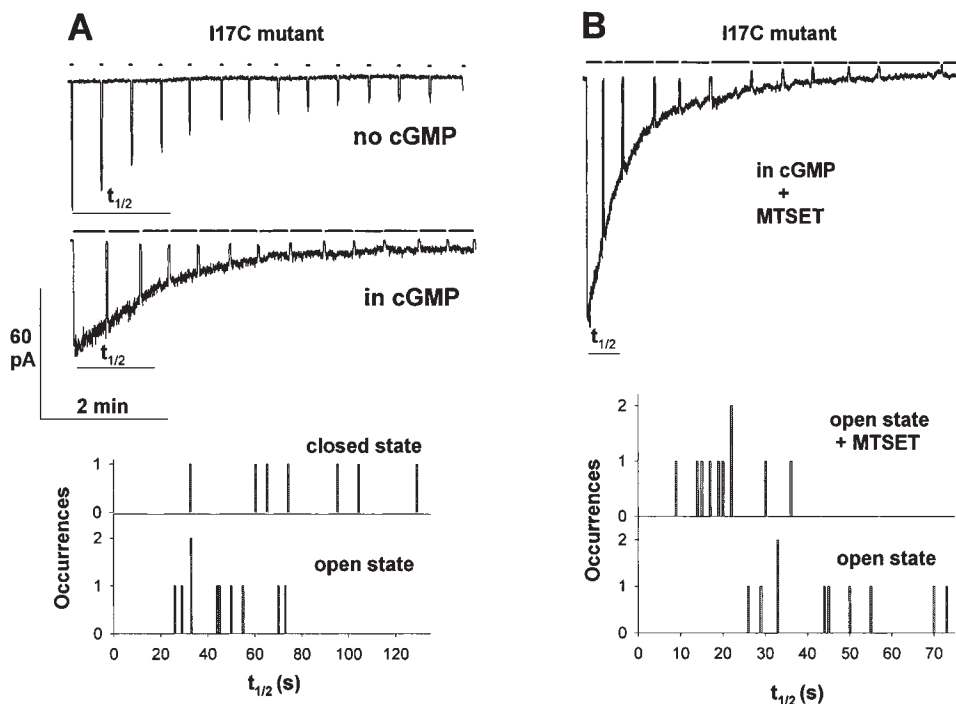 A
I17C mutant
no cGMP
t1/2
in cGMP
t1/2
60
pA
2 min
closed state
1
0
open state
2
1
0
Occurrences
0 20 40 60 80 100 120
t1/2 (s)
B
I17C mutant
in cGMP
+
MTSET
t1/2
open state
+ MTSET
2
1
0
open state
2
1
0
Occurrences
0 10 20 30 40 50 60 70
t1/2 (s)